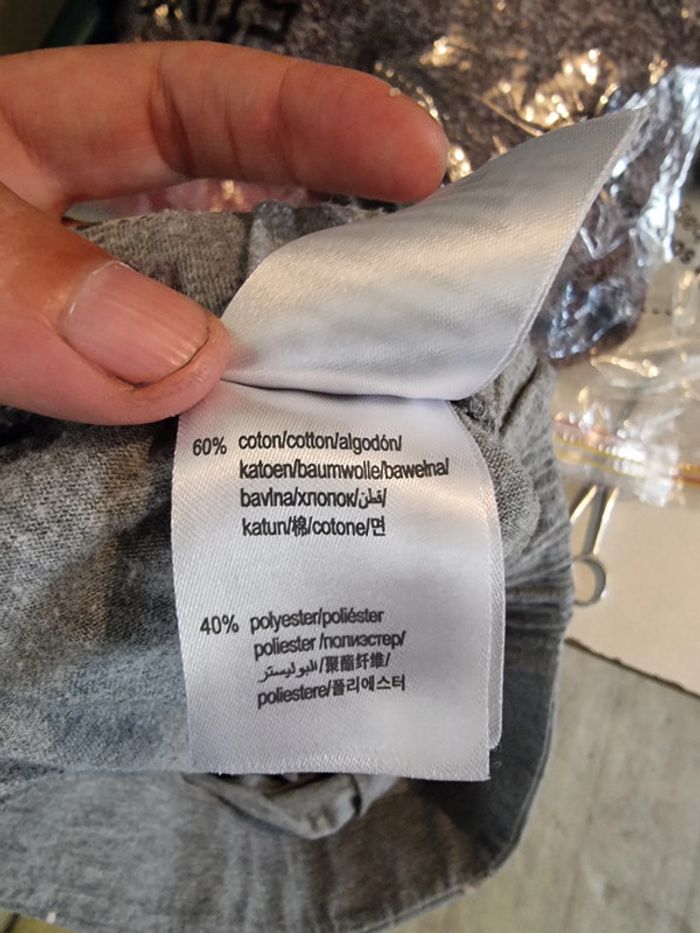 60% coton/cotton/algodón/
katoen/baumwolle/bawełna/
bavlna/хлопок/قطن/
katun/棉/cotone/면
40% polyester/poliéster
poliester /полиэстер/
البوليستر/聚酯纤维/
poliestere/폴리에스터